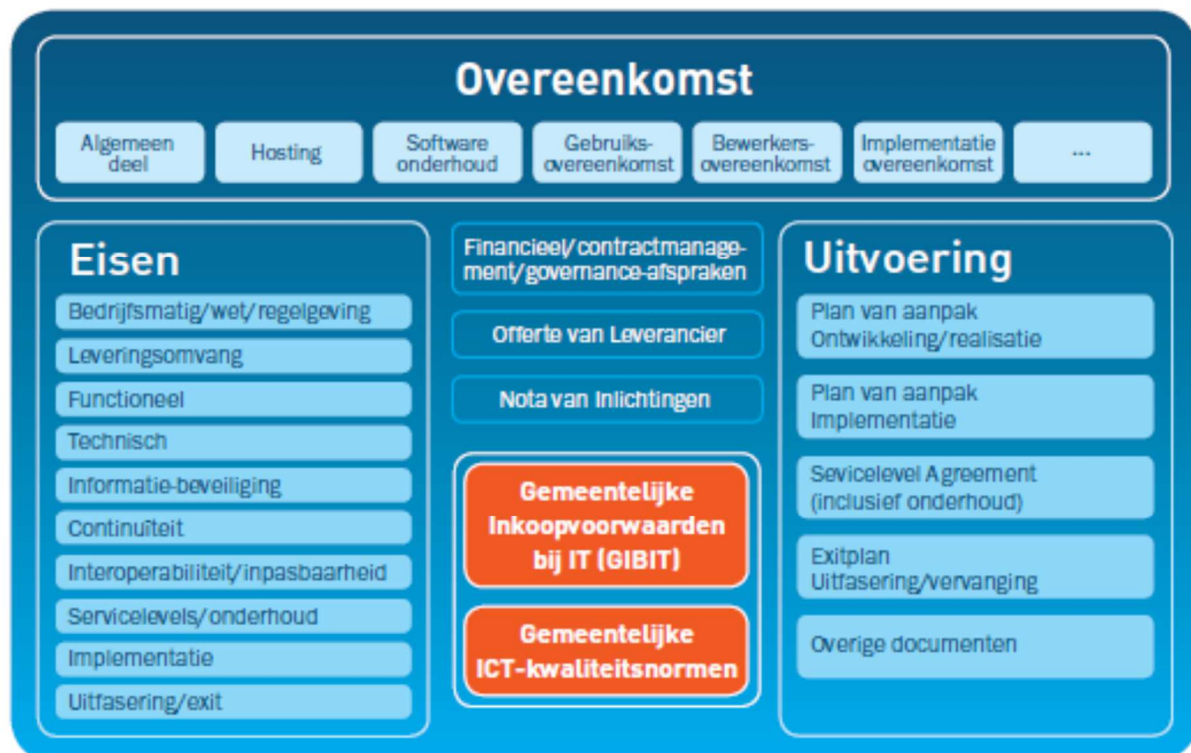 Overeenkomst
Algemeen
deel
Hosting
Software
onderhoud
Gebruiks-
overeenkomst
Bewerkers-
overeenkomst
Implementatie
overeenkomst
...
Eisen
Bedrijfsmatig/wet/regelgeving
Leveringsomvang
Functioneel
Technisch
Informatie-beveiliging
Continuïteit
Interoperabiliteit/inpasbaarheid
Servicelevels/onderhoud
Implementatie
Uitfasering/exit
Financieel/contractmanage-
ment/governance-afspraken
Offerte van Leverancier
Nota van Inlichtingen
Gemeentelijke
Inkoopvoorwaarden
bij IT (GIBIT)
Gemeentelijke
ICT-kwaliteitsnormen
Uitvoering
Plan van aanpak
Ontwikkeling/realisatie
Plan van aanpak
Implementatie
Sevicelevel Agreement
(inclusief onderhoud)
Exitplan
Uitfasering/vervanging
Overige documenten